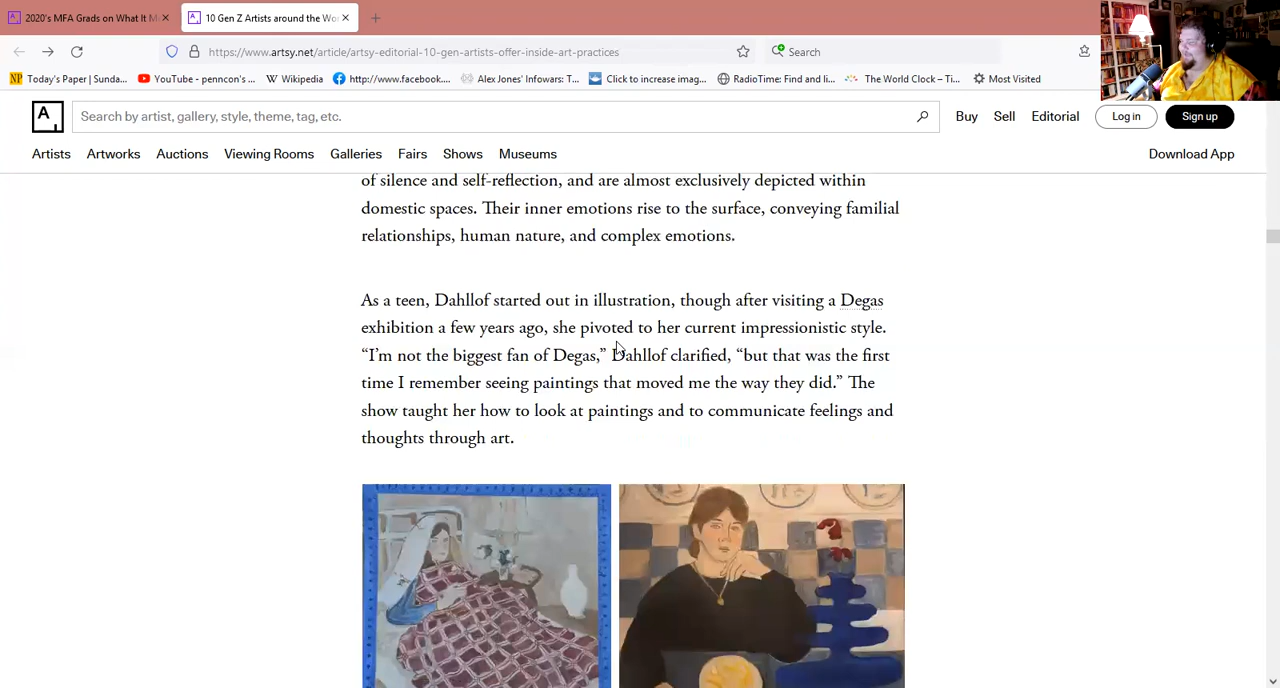 2020's MFA Grads on What It M
10 Gen Z Artists around the Wo
https://www.artsy.net/article/artsy-editorial-10-gen-artists-offer-inside-art-practices
Search
Today's Paper | Sunda...
YouTube - penncon's ...
Wikipedia
http://www.facebook....
Alex Jones' Infowars: T...
Click to increase imag...
RadioTime: Find and li...
The World Clock – Ti...
Most Visited
A
Search by artist, gallery, style, theme, tag, etc.
Buy
Sell
Editorial
Log in
Sign up
Artists
Artworks
Auctions
Viewing Rooms
Galleries
Fairs
Shows
Museums
Download App
of silence and self-reflection, and are almost exclusively depicted within
domestic spaces. Their inner emotions rise to the surface, conveying familial
relationships, human nature, and complex emotions.
As a teen, Dahllof started out in illustration, though after visiting a Degas
exhibition a few years ago, she pivoted to her current impressionistic style.
“I’m not the biggest fan of Degas,” Dahllof clarified, “but that was the first
time I remember seeing paintings that moved me the way they did.” The
show taught her how to look at paintings and to communicate feelings and
thoughts through art.